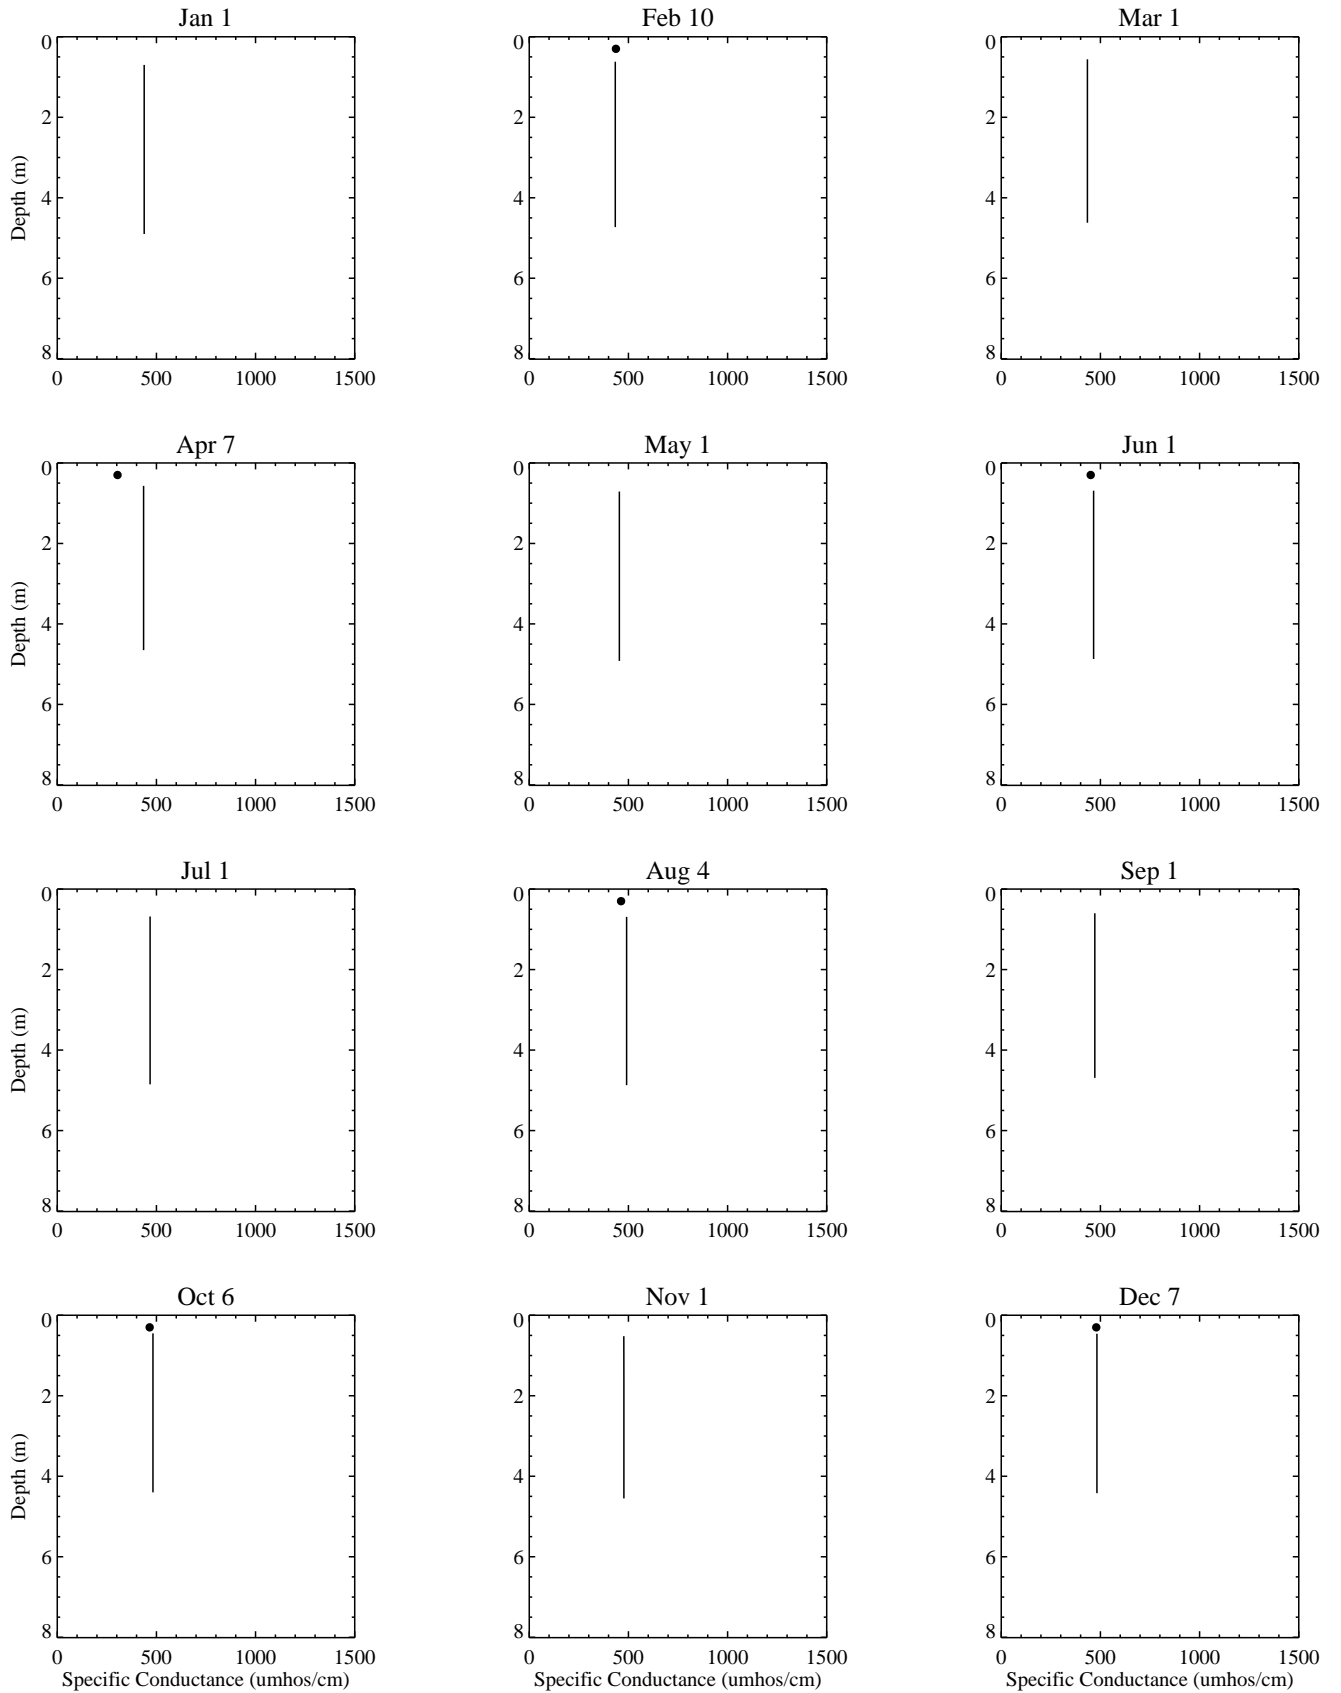 Jan 1
Feb 10
Mar 1
0 0 0
2 2 2
4 4 4
6 6 6
8 8 8
Depth (m)
0 500 1000 1500 0 500 1000 1500 0 500 1000 1500
Apr 7
May 1
Jun 1
0 0 0
2 2 2
4 4 4
6 6 6
8 8 8
Depth (m)
0 500 1000 1500 0 500 1000 1500 0 500 1000 1500
Jul 1
Aug 4
Sep 1
0 0 0
2 2 2
4 4 4
6 6 6
8 8 8
Depth (m)
0 500 1000 1500 0 500 1000 1500 0 500 1000 1500
Oct 6
Nov 1
Dec 7
0 0 0
2 2 2
4 4 4
6 6 6
8 8 8
Depth (m)
0 500 1000 1500 0 500 1000 1500 0 500 1000 1500
Specific Conductance (umhos/cm)
Specific Conductance (umhos/cm)
Specific Conductance (umhos/cm)